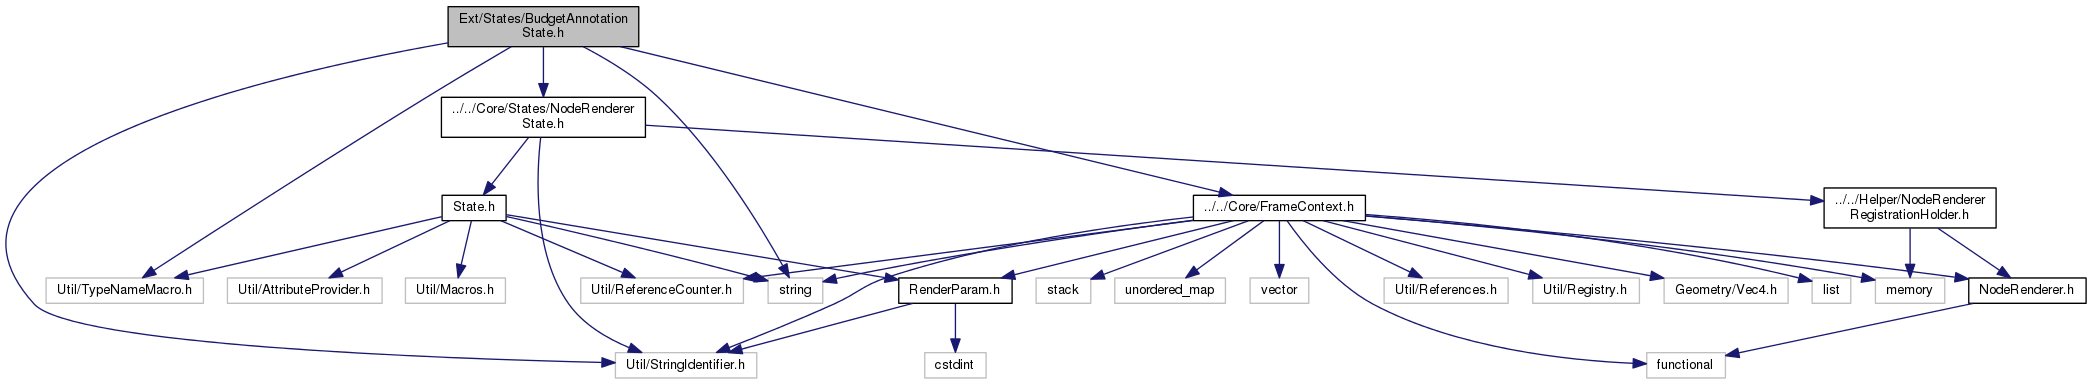 Ext/States/BudgetAnnotation
State.h
../../Core/States/NodeRenderer
State.h
State.h
../../Core/FrameContext.h
../../Helper/NodeRenderer
RegistrationHolder.h
Util/TypeNameMacro.h
Util/AttributeProvider.h
Util/Macros.h
Util/ReferenceCounter.h
string
RenderParam.h
stack
unordered_map
vector
Util/References.h
Util/Registry.h
Geometry/Vec4.h
list
memory
NodeRenderer.h
Util/StringIdentifier.h
cstdint
functional